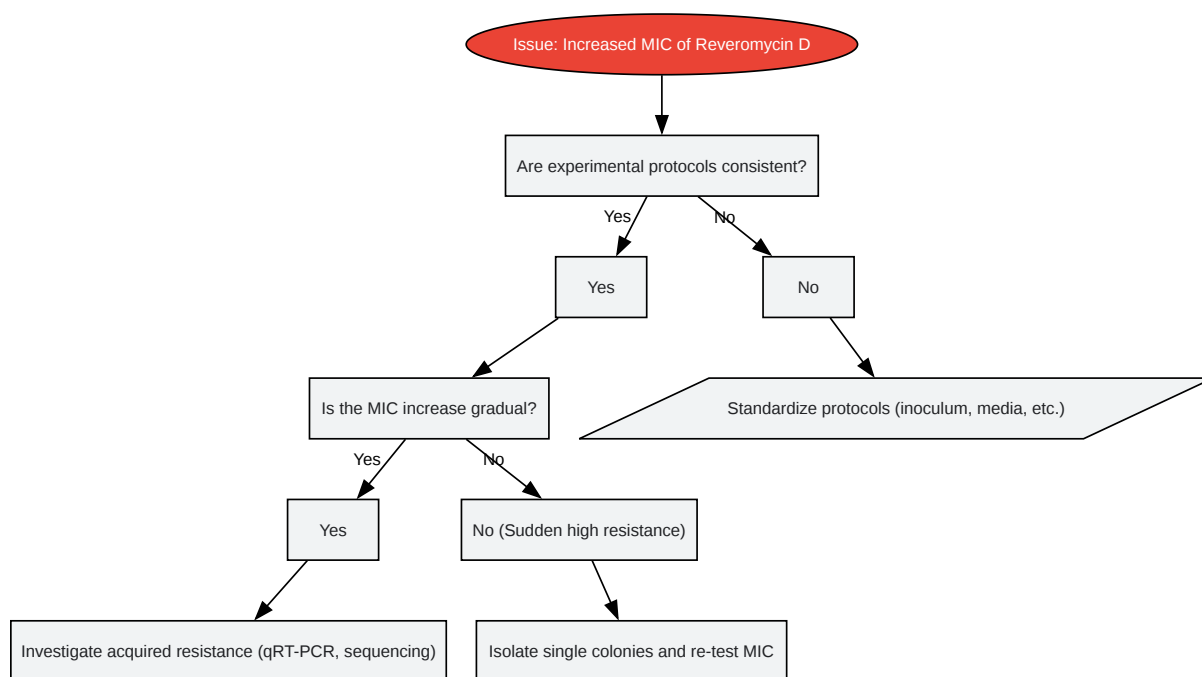 Issue: Increased MIC of Reveromycin D
Are experimental protocols consistent?
Yes
No
Yes
No
Is the MIC increase gradual?
Standardize protocols (inoculum, media, etc.)
Yes
No
Yes
No (Sudden high resistance)
Investigate acquired resistance (qRT-PCR, sequencing)
Isolate single colonies and re-test MIC